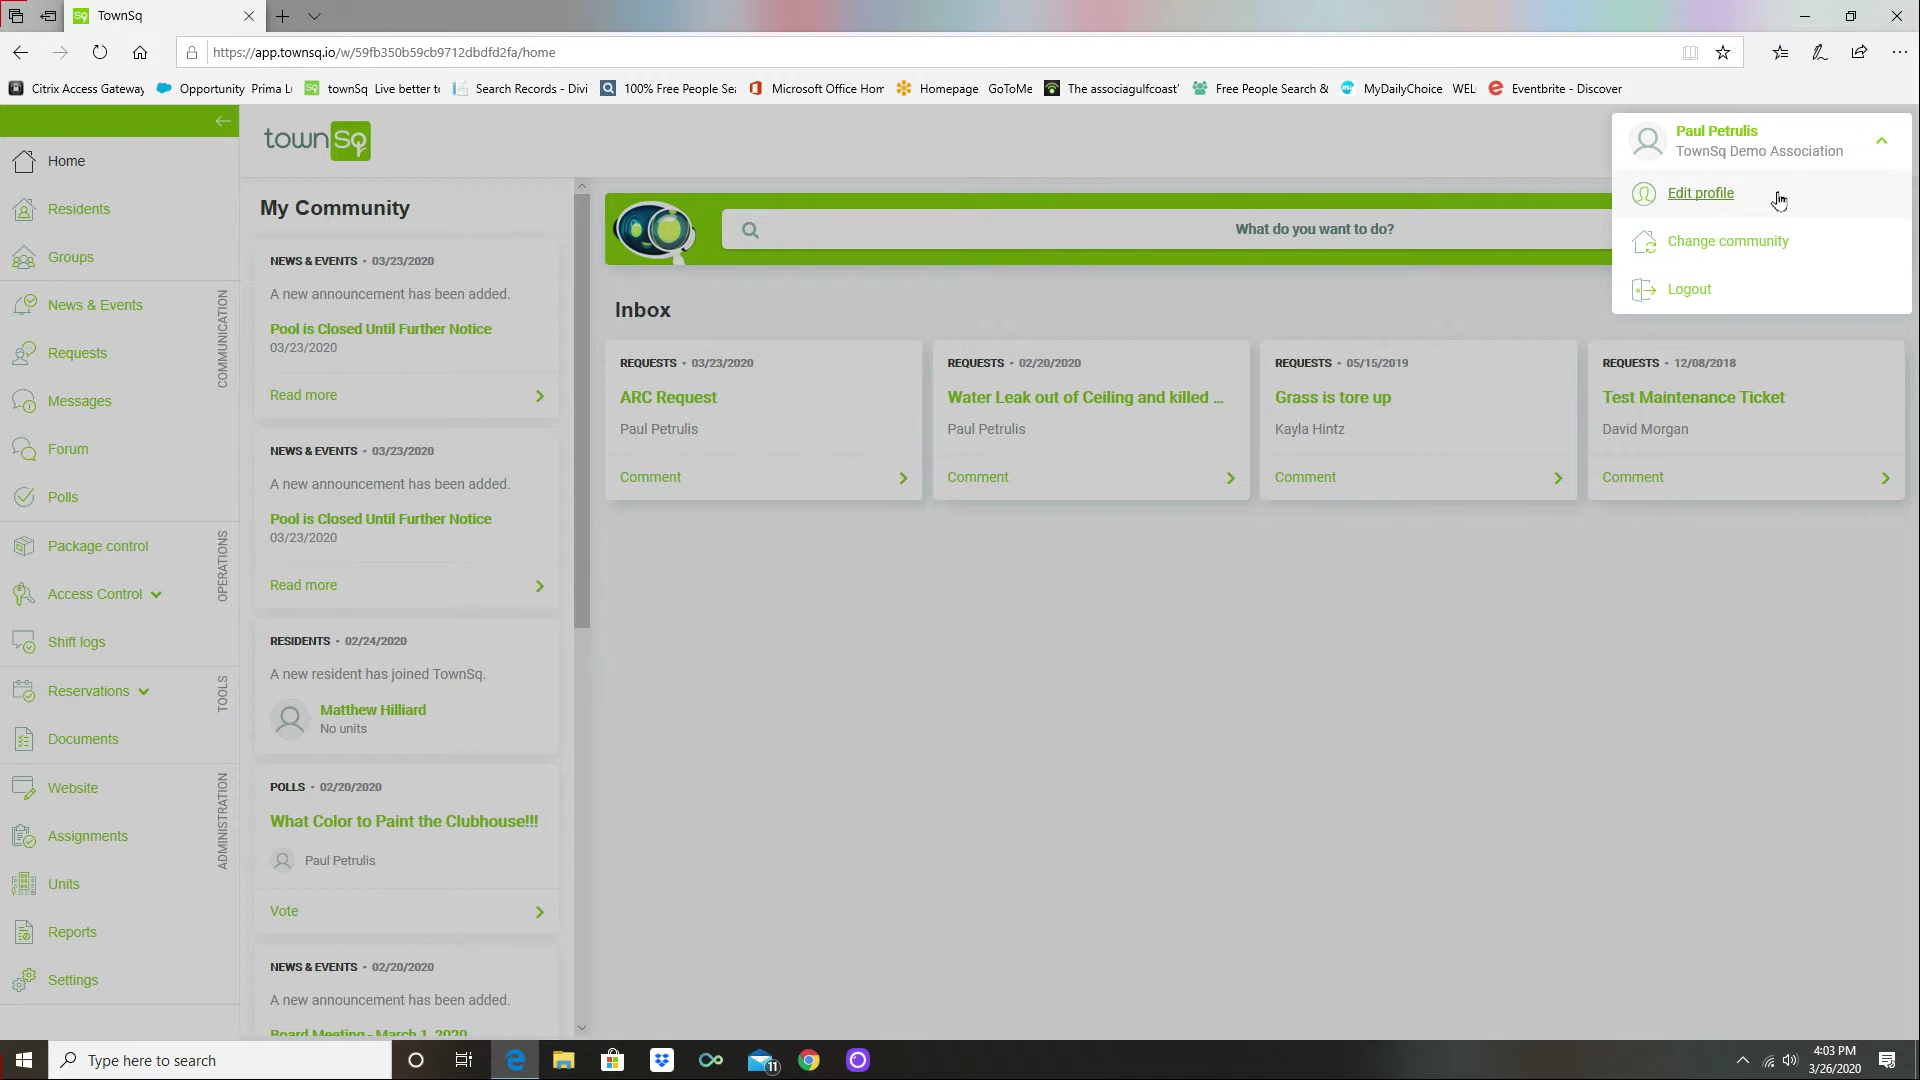 TownSq
https://app.townsq.io/w/59fb350b59cb9712dbdfd2fa/home
Citrix Access Gateway
Opportunity Prima Lu
townSq Live better to
Search Records - Divi
100% Free People Sea
Microsoft Office Hom
Homepage GoToMe
The associagulfcoast'
Free People Search &
MyDailyChoice WEL
Eventbrite - Discover
Home
Residents
Groups
COMMUNICATION
News & Events
Requests
Messages
Forum
Polls
OPERATIONS
Package control
Access Control
Shift logs
TOOLS
Reservations
Documents
ADMINISTRATION
Website
Assignments
Units
Reports
Settings
townSq
My Community
NEWS & EVENTS - 03/23/2020
A new announcement has been added.
Pool is Closed Until Further Notice
03/23/2020
Read more
NEWS & EVENTS - 03/23/2020
A new announcement has been added.
Pool is Closed Until Further Notice
03/23/2020
Read more
RESIDENTS - 02/24/2020
A new resident has joined TownSq.
Matthew Hilliard
No units
POLLS - 02/20/2020
What Color to Paint the Clubhouse!!!
Paul Petrulis
Vote
NEWS & EVENTS - 02/20/2020
A new announcement has been added.
Board Meeting - March 1, 2020
What do you want to do?
Inbox
REQUESTS - 03/23/2020
ARC Request
Paul Petrulis
Comment
REQUESTS - 02/20/2020
Water Leak out of Ceiling and killed ...
Paul Petrulis
Comment
REQUESTS - 05/15/2019
Grass is tore up
Kayla Hintz
Comment
REQUESTS - 12/08/2018
Test Maintenance Ticket
David Morgan
Comment
Paul Petrulis
TownSq Demo Association
Edit profile
Change community
Logout
Type here to search
11
4:03 PM
3/26/2020